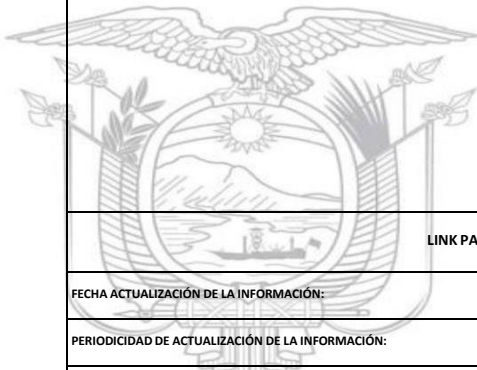 LINK PA
FECHA ACTUALIZACIÓN DE LA INFORMACIÓN:
PERIODICIDAD DE ACTUALIZACIÓN DE LA INFORMACIÓN: